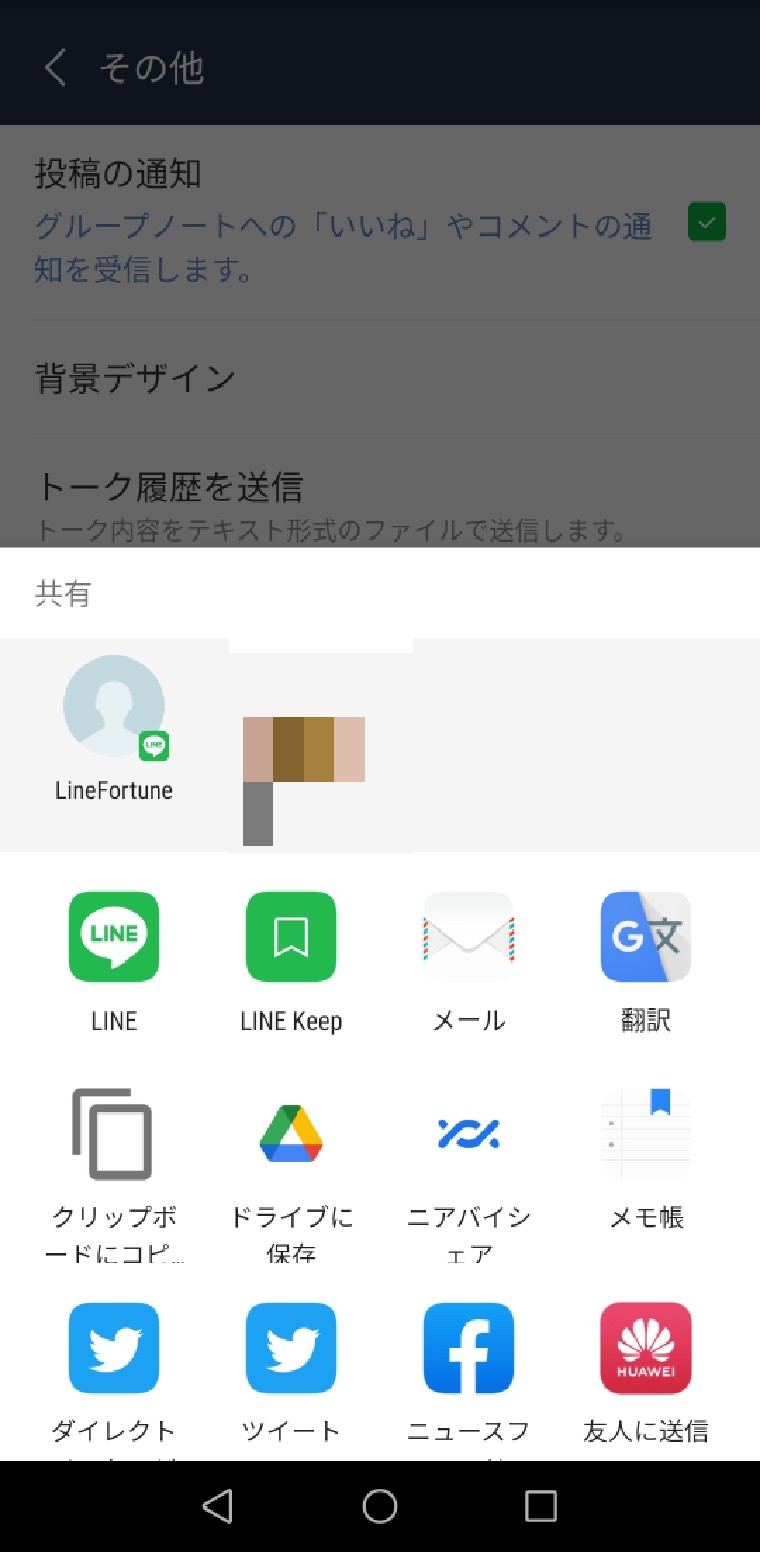 その他
投稿の通知
グループノートへの「いいね」やコメントの通
知を受信します。
背景デザイン
トーク履歴を送信
トーク内容をテキスト形式のファイルで送信します。
共有
LINE
LineFortune
LINE
G文
LINE LINE Keep メール 翻訳
クリップボ ドライブに ニアバイシ メモ帳
ードにコピ… 保存 ェア
HUAWEI
ダイレクト ツイート ニュースフ 友人に送信